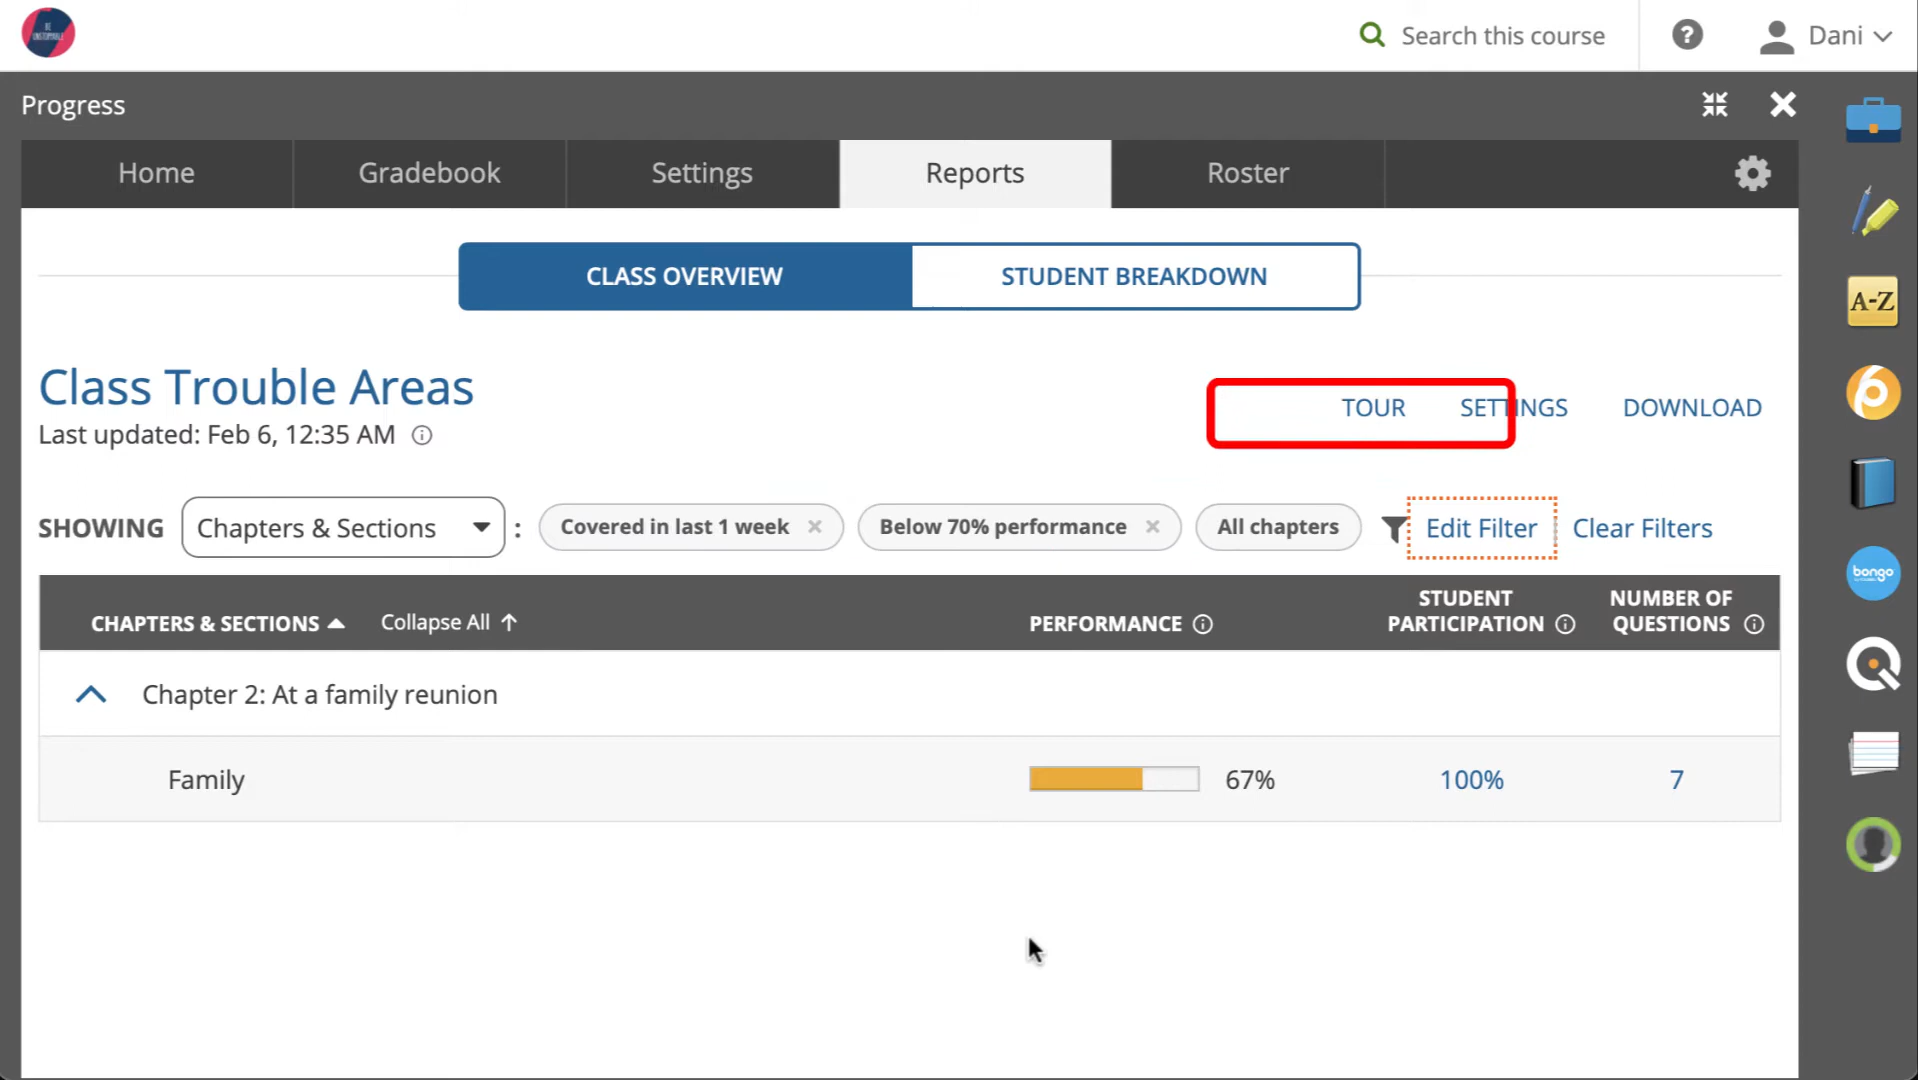 BE
UNSTOPPABLE
Search this course
?
Dani
Progress
Home
Gradebook
Settings
Reports
Roster
CLASS OVERVIEW
STUDENT BREAKDOWN
Class Trouble Areas
TOUR
SETTINGS
DOWNLOAD
Last updated: Feb 6, 12:35 AM
SHOWING
Chapters & Sections
:
Covered in last 1 week ×
Below 70% performance ×
All chapters
Edit Filter
Clear Filters
CHAPTERS & SECTIONS
Collapse All ↑
PERFORMANCE
STUDENT
PARTICIPATION
NUMBER OF
QUESTIONS
Chapter 2: At a family reunion
Family
67%
100%
7
A-Z
bongo